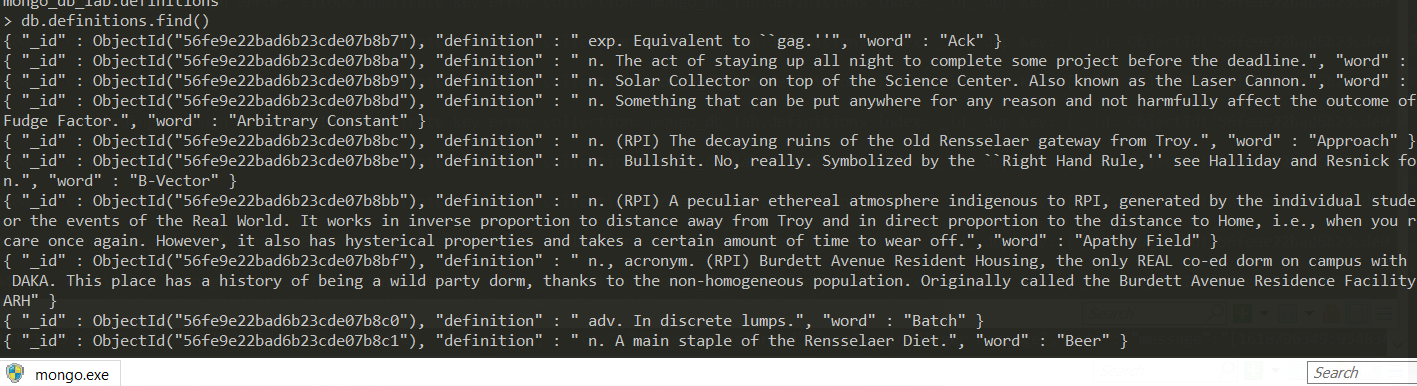 mongo_db_lab.definitions
> db.definitions.find()
{ "_id" : ObjectId("56fe9e22bad6b23cde07b8b7"), "definition" : " exp. Equivalent to ``gag.''", "word" : "Ack" }
{ "_id" : ObjectId("56fe9e22bad6b23cde07b8ba"), "definition" : " n. The act of staying up all night to complete some project before the deadline.", "word" :
{ "_id" : ObjectId("56fe9e22bad6b23cde07b8b9"), "definition" : " n. Solar Collector on top of the Science Center. Also known as the Laser Cannon.", "word" :
{ "_id" : ObjectId("56fe9e22bad6b23cde07b8bd"), "definition" : " n. Something that can be put anywhere for any reason and not harmfully affect the outcome of
Fudge Factor.", "word" : "Arbitrary Constant" }
{ "_id" : ObjectId("56fe9e22bad6b23cde07b8bc"), "definition" : " n. (RPI) The decaying ruins of the old Rensselaer gateway from Troy.", "word" : "Approach" }
{ "_id" : ObjectId("56fe9e22bad6b23cde07b8be"), "definition" : " n.  Bullshit. No, really. Symbolized by the ``Right Hand Rule,'' see Halliday and Resnick fo
n.", "word" : "B-Vector" }
{ "_id" : ObjectId("56fe9e22bad6b23cde07b8bb"), "definition" : " n. (RPI) A peculiar ethereal atmosphere indigenous to RPI, generated by the individual stude
or the events of the Real World. It works in inverse proportion to distance away from Troy and in direct proportion to the distance to Home, i.e., when you r
care once again. However, it also has hysterical properties and takes a certain amount of time to wear off.", "word" : "Apathy Field" }
{ "_id" : ObjectId("56fe9e22bad6b23cde07b8bf"), "definition" : " n., acronym. (RPI) Burdett Avenue Resident Housing, the only REAL co-ed dorm on campus with
DAKA. This place has a history of being a wild party dorm, thanks to the non-homogeneous population. Originally called the Burdett Avenue Residence Facility
ARH" }
{ "_id" : ObjectId("56fe9e22bad6b23cde07b8c0"), "definition" : " adv. In discrete lumps.", "word" : "Batch" }
{ "_id" : ObjectId("56fe9e22bad6b23cde07b8c1"), "definition" : " n. A main staple of the Rensselaer Diet.", "word" : "Beer" }
mongo.exe
Search